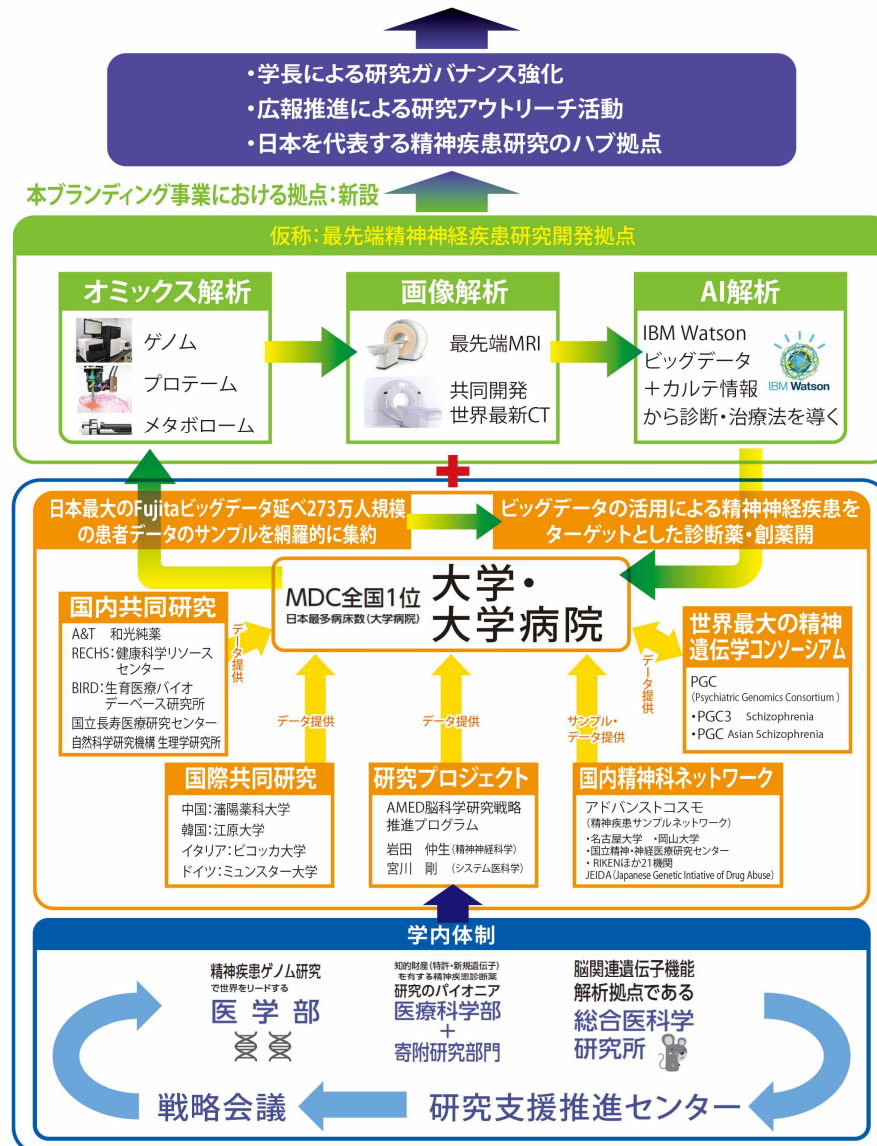 ・学長による研究ガバナンス強化
・広報推進による研究アウトリーチ活動
・日本を代表する精神疾患研究のハブ拠点
本ブランディング事業における拠点：新設
仮称：最先端精神神経疾患研究開発拠点
オミックス解析
ゲノム
プロテーム
メタボローム
画像解析
最先端MRI
共同開発
世界最新CT
AI解析
IBM Watson
ビッグデータ
＋カルテ情報
から診断・治療法を導く
IBM Watson
日本最大のFujitaビッグデータ延べ273万人規模
の患者データのサンプルを網羅的に集約
ビッグデータの活用による精神神経疾患を
ターゲットとした診断薬・創薬開
MDC全国1位
日本最多病床数（大学病院）
大学・
大学病院
国内共同研究
A&T 和光純薬
RECHS：健康科学リソース
センター
BIRD：生育医療バイオ
データベース研究所
国立長寿医療研究センター
自然科学研究機構 生理学研究所
データ
提供
世界最大の精神
遺伝学コンソーシアム
PGC
（Psychiatric Genomics Consortium）
・PGC3 Schizophrenia
・PGC Asian Schizophrenia
データ
提供
データ提供
データ提供
サンプル・
データ提供
国際共同研究
中国：瀋陽薬科大学
韓国：江原大学
イタリア：ビコッカ大学
ドイツ：ミュンスター大学
研究プロジェクト
AMED脳科学研究戦略
推進プログラム
岩田 仲生（精神神経科学）
宮川 剛（システム医科学）
国内精神科ネットワーク
アドバンストコスモ
（精神疾患サンプルネットワーク）
・名古屋大学 ・岡山大学
・国立精神・神経医療研究センター
・RIKENほか21機関
JEIDA（Japanese Genetic Intiative of Drug Abuse）
学内体制
精神疾患ゲノム研究
で世界をリードする
医学部
知的財産（特許・新規遺伝子）
を有する精神疾患診断薬
研究のパイオニア
医療科学部
＋
寄附研究部門
脳関連遺伝子機能
解析拠点である
総合医科学
研究所
戦略会議
研究支援推進センター